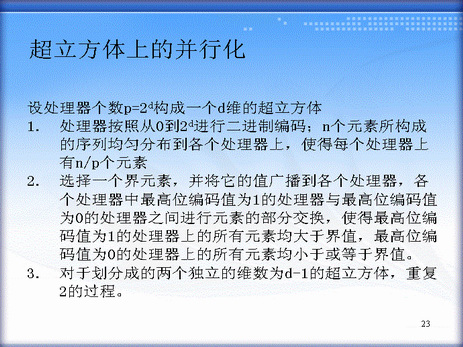 超立方体上的并行化
设处理器个数p=2ᵈ构成一个d维的超立方体
1. 处理器按照从0到2ᵈ进行二进制编码；n个元素所构成
的序列均匀分布到各个处理器上，使得每个处理器上
有n/p个元素
2. 选择一个界元素，并将它的值广播到各个处理器，各
个处理器中最高位编码值为1的处理器与最高位编码值
为0的处理器之间进行元素的部分交换，使得最高位编
码值为1的处理器上的所有元素均大于界值，最高位编
码值为0的处理器上的所有元素均小于或等于界值。
3. 对于划分成的两个独立的维数为d-1的超立方体，重复
2的过程。
23